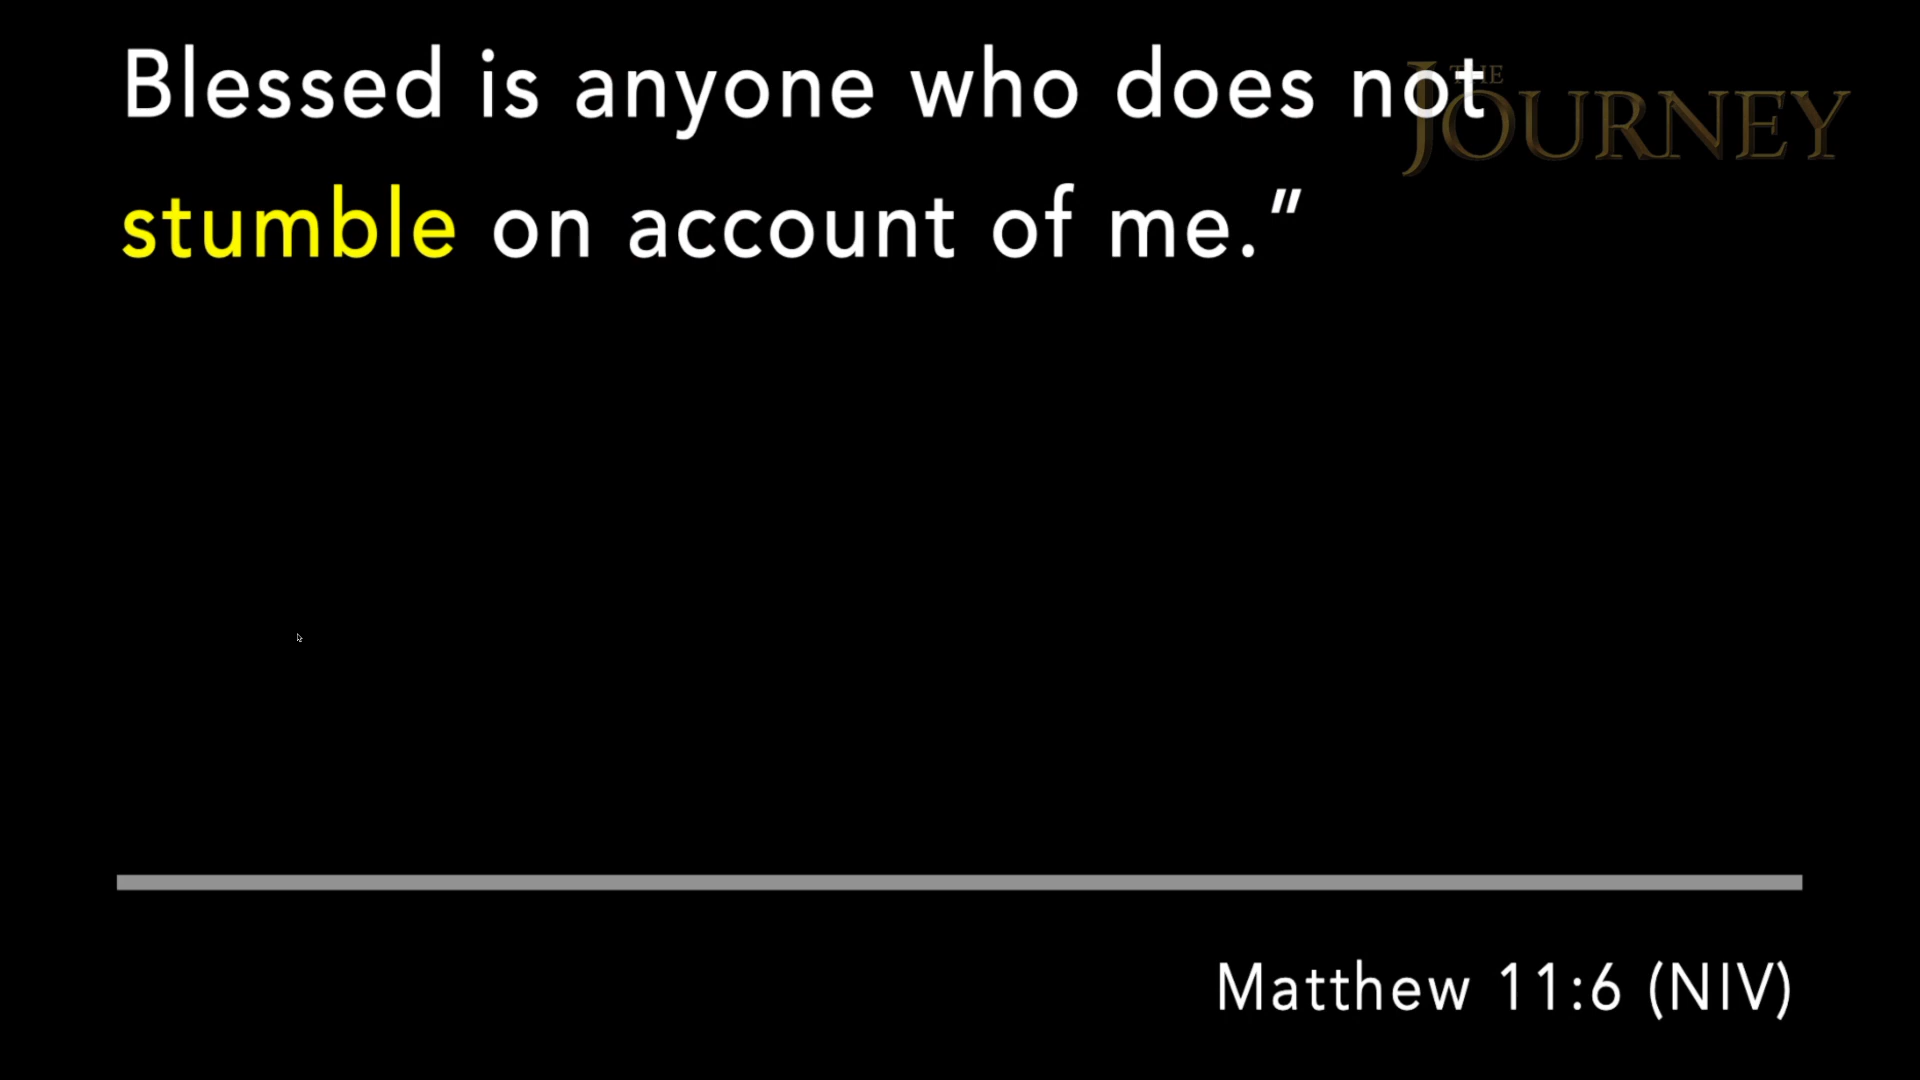 Blessed is anyone who does not
THE
JOURNEY
stumble on account of me.”
Matthew 11:6 (NIV)